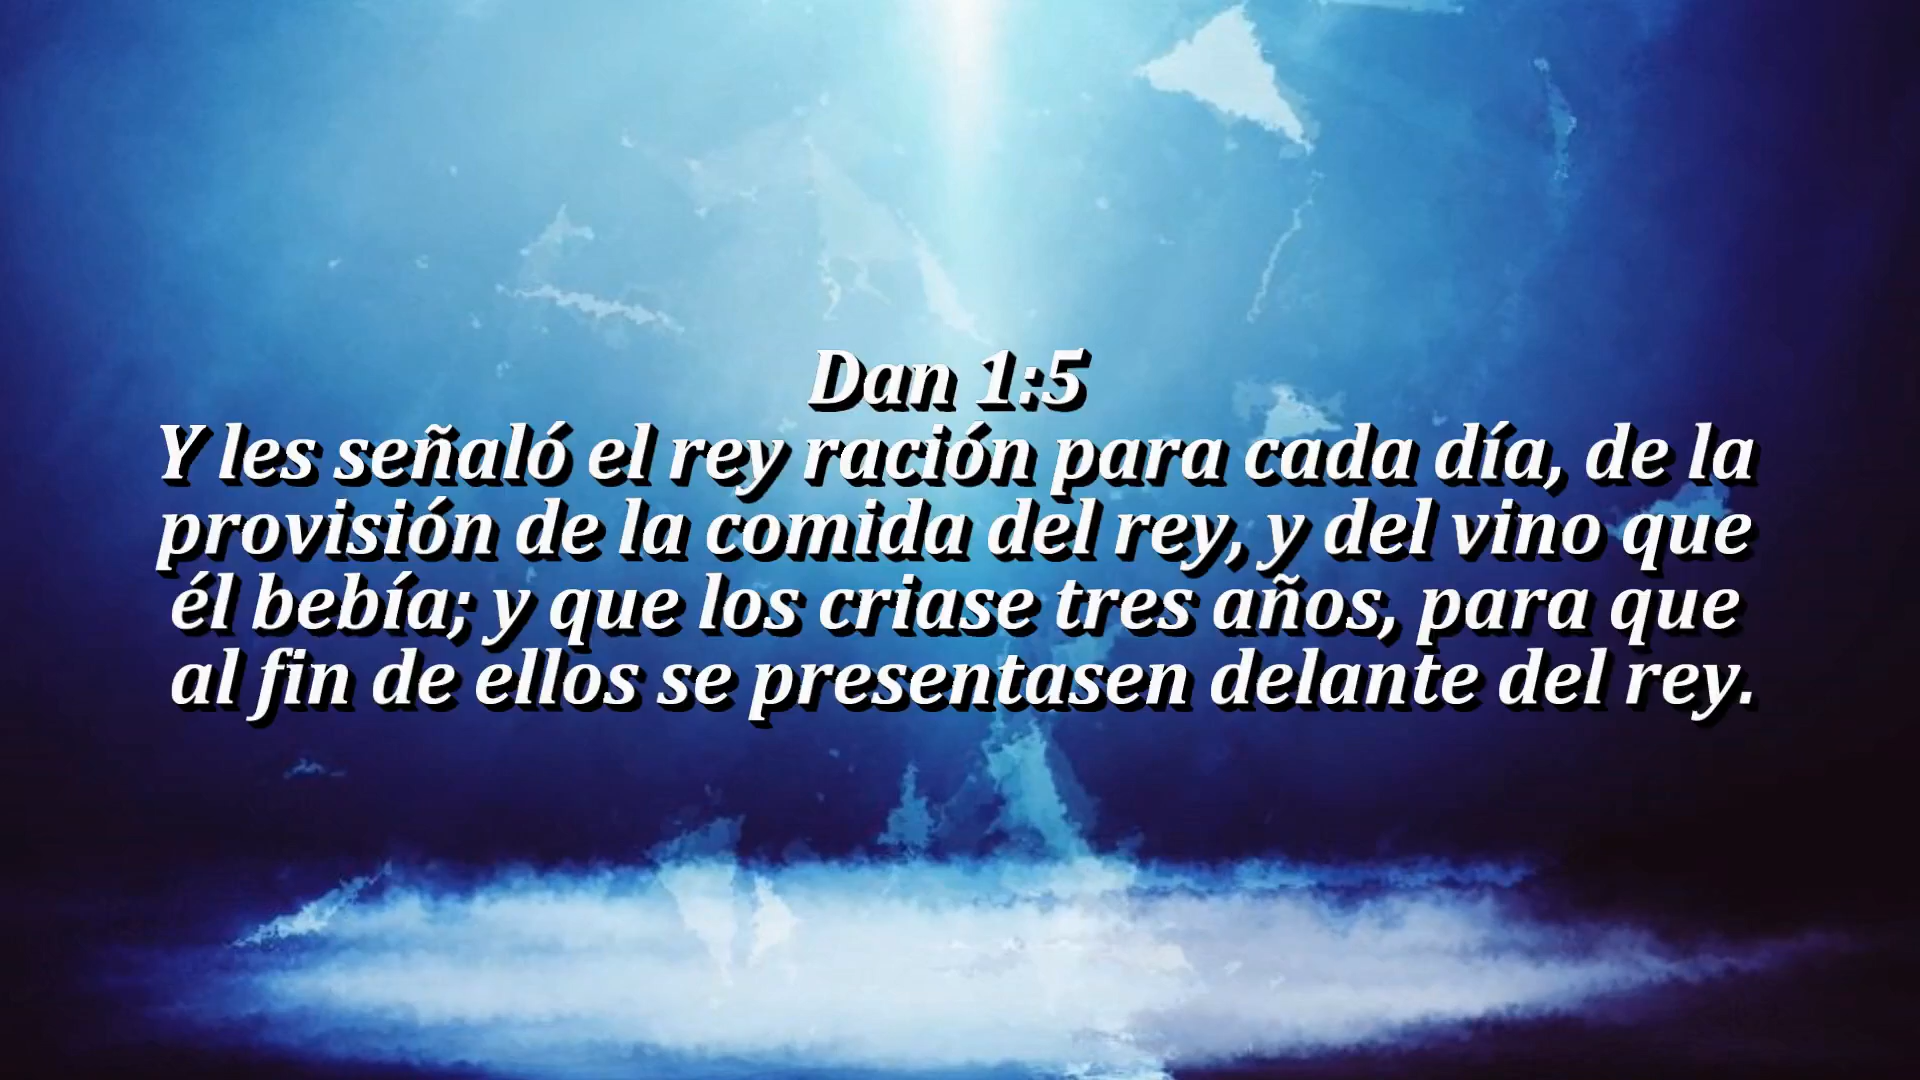 Dan 1:5
Y les señaló el rey ración para cada día, de la
provisión de la comida del rey, y del vino que
él bebía; y que los criase tres años, para que
al fin de ellos se presentasen delante del rey.